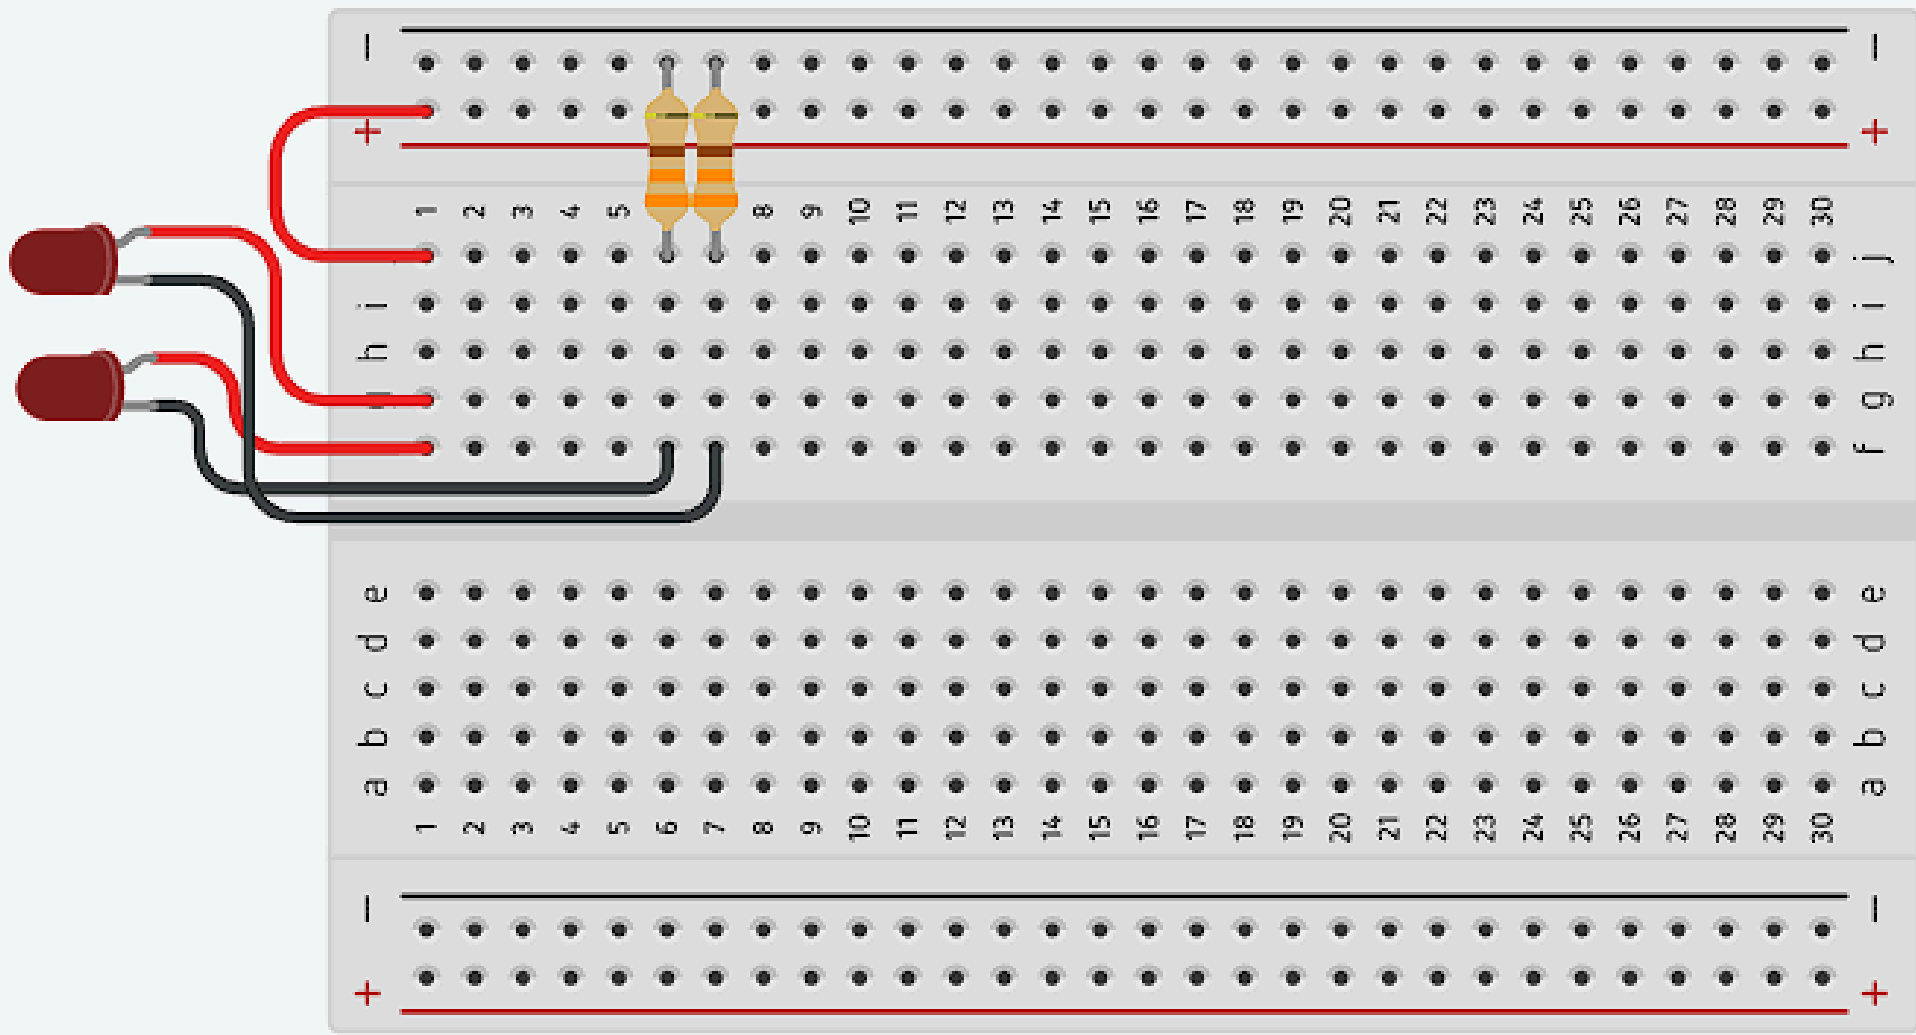 − −
+ +
1 2 3 4 5 8 9 10 11 12 13 14 15 16 17 18 19 20 21 22 23 24 25 26 27 28 29 30
j
i i
h h
g
f
e e
d d
c c
b b
a a
1 2 3 4 5 6 7 8 9 10 11 12 13 14 15 16 17 18 19 20 21 22 23 24 25 26 27 28 29 30
− −
+ +